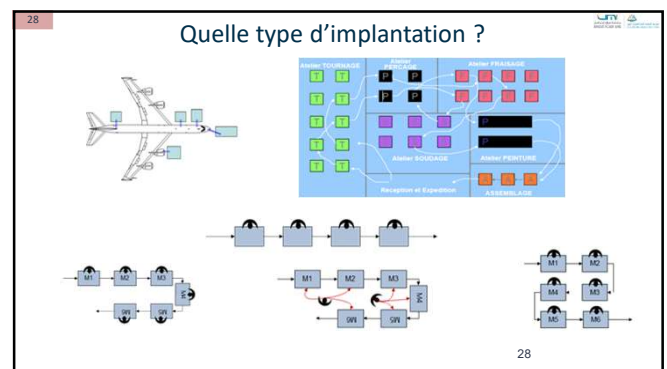 28
Quelle type d'implantation ?
Atelier TOURNAGE
Atelier PERCAGE
Atelier FRAISAGE
T T
T T
T T
T T
T T
P P
P P
F F F F
F F F F
P
P
Atelier SOUDAGE
Atelier PEINTURE
Réception et Expédition
A A A
ASSEMBLAGE
M1 M2 M3
M4
M6 M5
M1 M2 M3
M4
M6 M5
M1 M2
M4 M3
M5 M6
28